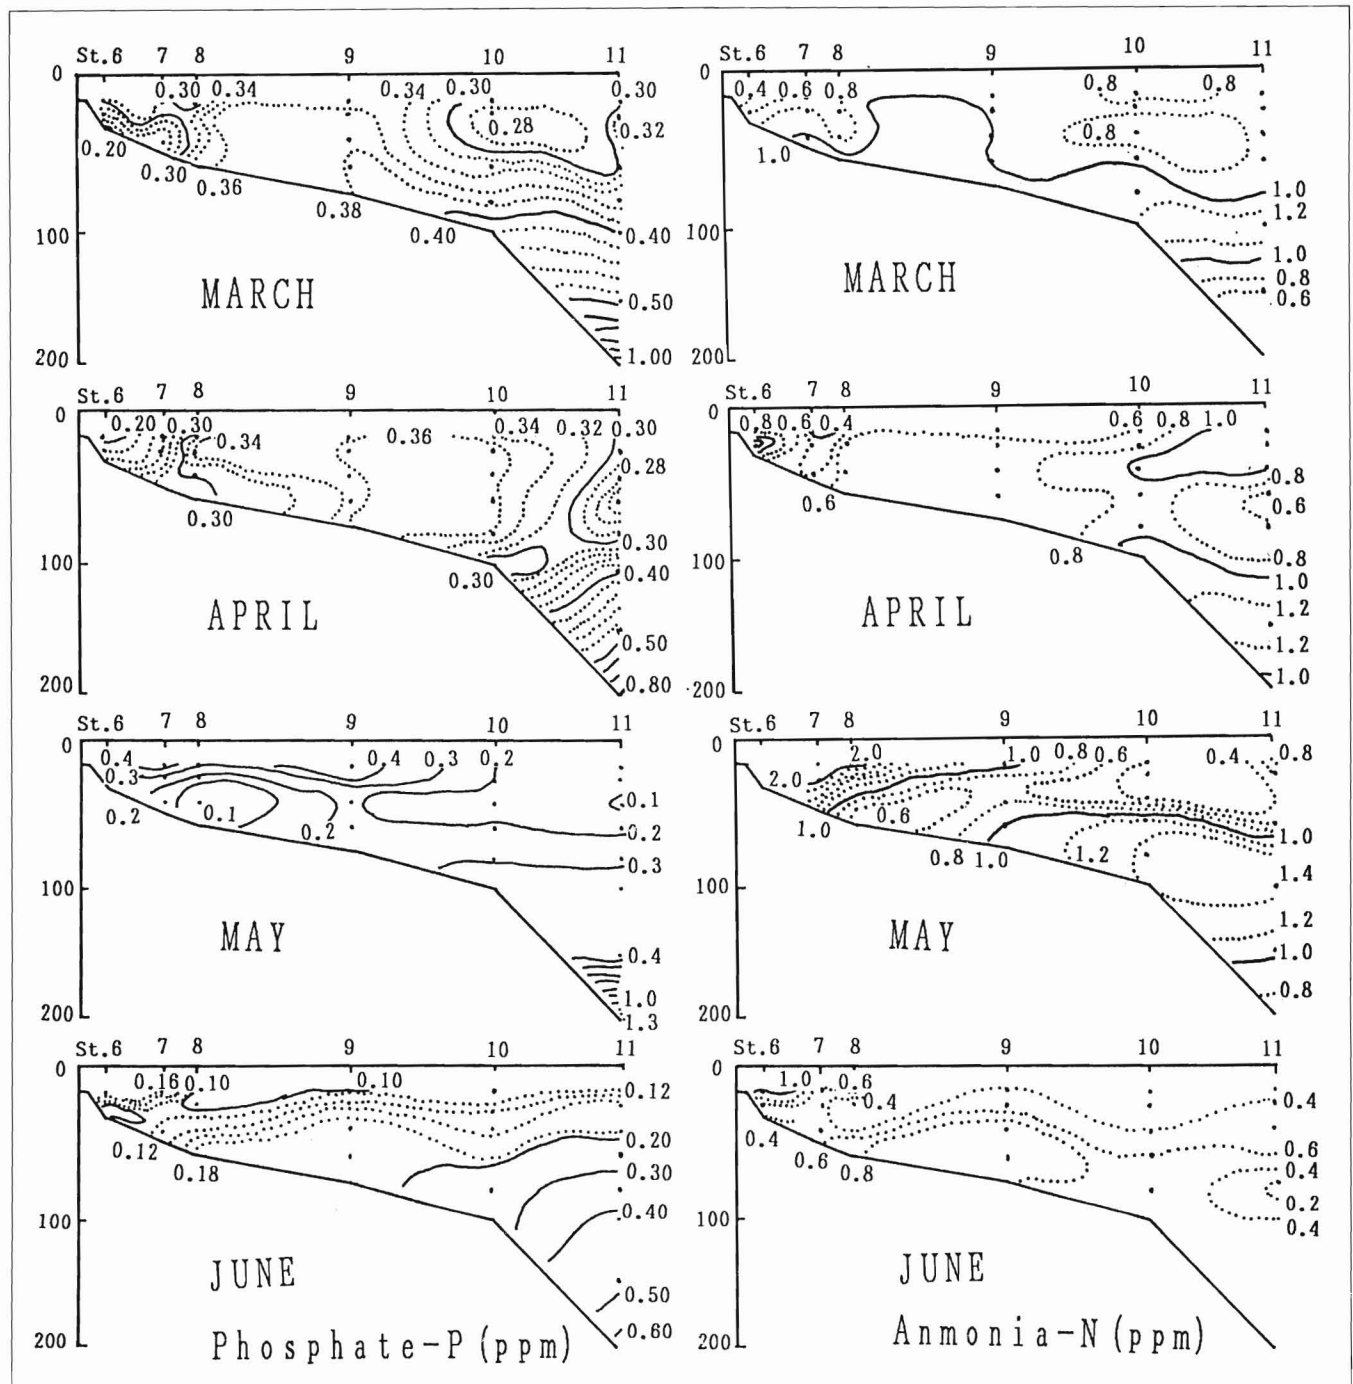 St.6 7 8 9 10 11
0 0.30 0.34 0.34 0.30 0.30
0.28 0.32
0.20
0.30 0.36
0.38
100 0.40 0.40
MARCH
0.50
200 1.00
St.6 7 8 9 10 11
0 0.4 0.6 0.8 0.8 0.8
0.8
1.0
1.0
1.2
100
1.0
MARCH 0.8
0.6
200
St.6 7 8 9 10 11
0 0.20 0.30 0.34 0.36 0.34 0.32 0.30
0.28
0.30
0.30
100 0.30 0.40
APRIL
0.50
200 0.80
St.6 7 8 9 10 11
0 0.8 0.6 0.4 0.6 0.8 1.0
0.8
0.6 0.6
100 0.8 0.8
1.0
APRIL 1.2
1.2
200 1.0
St.6 7 8 9 10 11
0 0.4 0.4 0.3 0.2
0.3
0.2 0.1 0.2 0.1
0.2
0.3
100
MAY
0.4
1.0
200 1.3
St.6 7 8 9 10 11
0 2.0 1.0 0.8 0.6 0.4 0.8
2.0
1.0 0.6 1.0
0.8 1.0 1.2
1.4
100
1.2
MAY 1.0
0.8
200
St.6 7 8 9 10 11
0 0.16 0.10 0.10 0.12
0.12 0.20
0.18 0.30
100 0.40
JUNE
0.50
0.60
200
Phosphate-P (ppm)
St.6 7 8 9 10 11
0 1.0 0.6
0.4 0.4
0.4
0.6 0.6
0.8 0.4
0.2
100 0.4
JUNE
200
Anmonia-N (ppm)